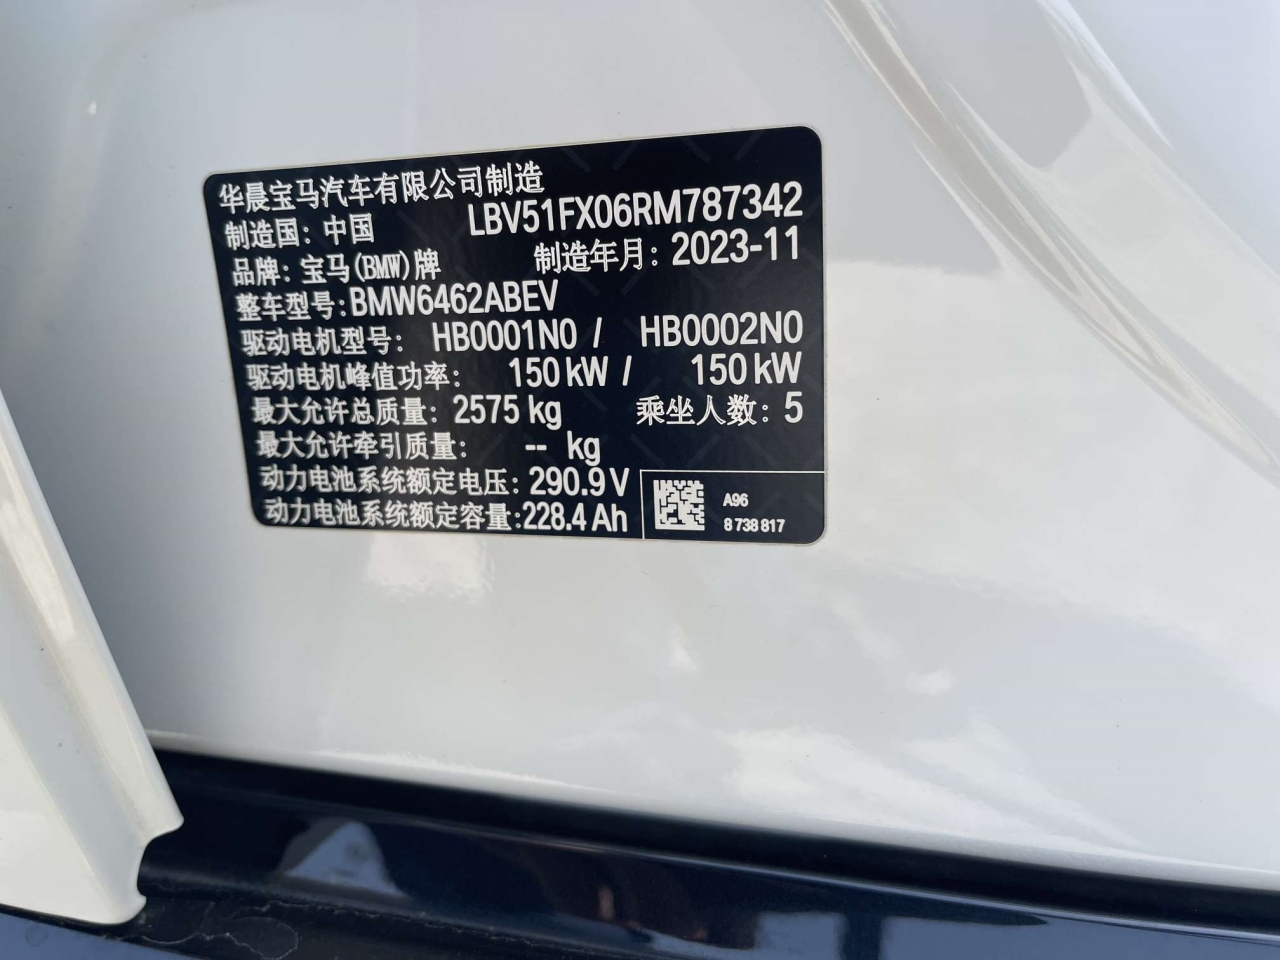 华晨宝马汽车有限公司制造
制造国: 中国 LBV51FX06RM787342
品牌: 宝马(BMW)牌 制造年月: 2023-11
整车型号: BMW6462ABEV
驱动电机型号: HB0001N0 / HB0002N0
驱动电机峰值功率: 150 kW / 150 kW
最大允许总质量: 2575 kg 乘坐人数: 5
最大允许牵引质量: -- kg
动力电池系统额定电压: 290.9 V
动力电池系统额定容量: 228.4 Ah
A96
8 738 817